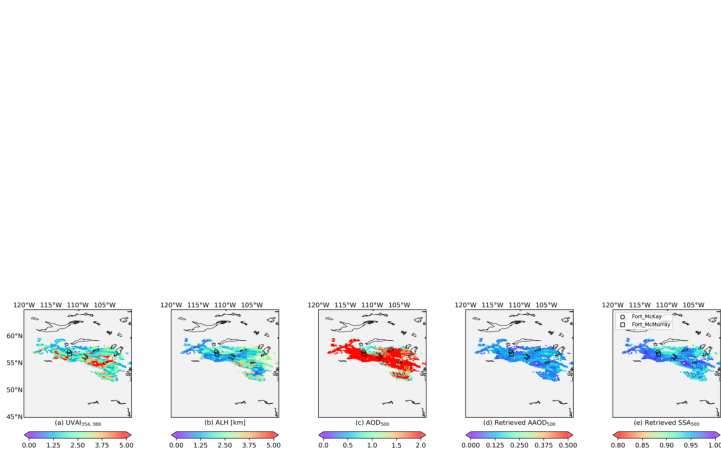 120°W 115°W 110°W 105°W
120°W 115°W 110°W 105°W
120°W 115°W 110°W 105°W
120°W 115°W 110°W 105°W
120°W 115°W 110°W 105°W
60°N
55°N
50°N
45°N
Fort_McKay
Fort_McMurray
(a) UVAI354, 388
(b) ALH [km]
(c) AOD500
(d) Retrieved AAOD500
(e) Retrieved SSA500
0.00 1.25 2.50 3.75 5.00
0.00 1.25 2.50 3.75 5.00
0.0 0.5 1.0 1.5 2.0
0.000 0.125 0.250 0.375 0.500
0.80 0.85 0.90 0.95 1.00